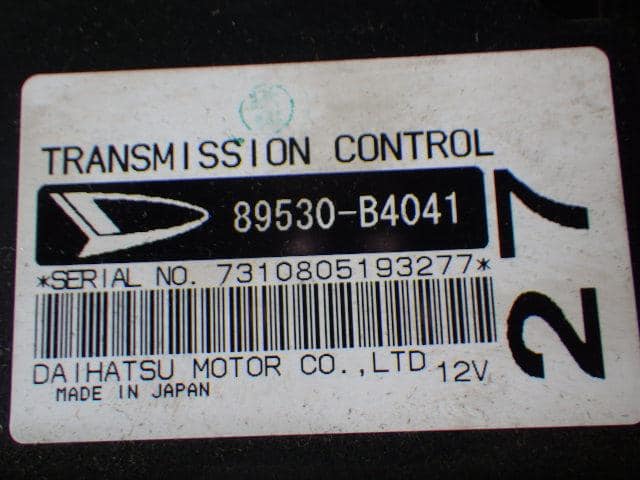 TRANSMISSION CONTROL
89530-B4041
*SERIAL NO. 7310805193277*
DAIHATSU MOTOR CO.,LTD 12V
MADE IN JAPAN
27